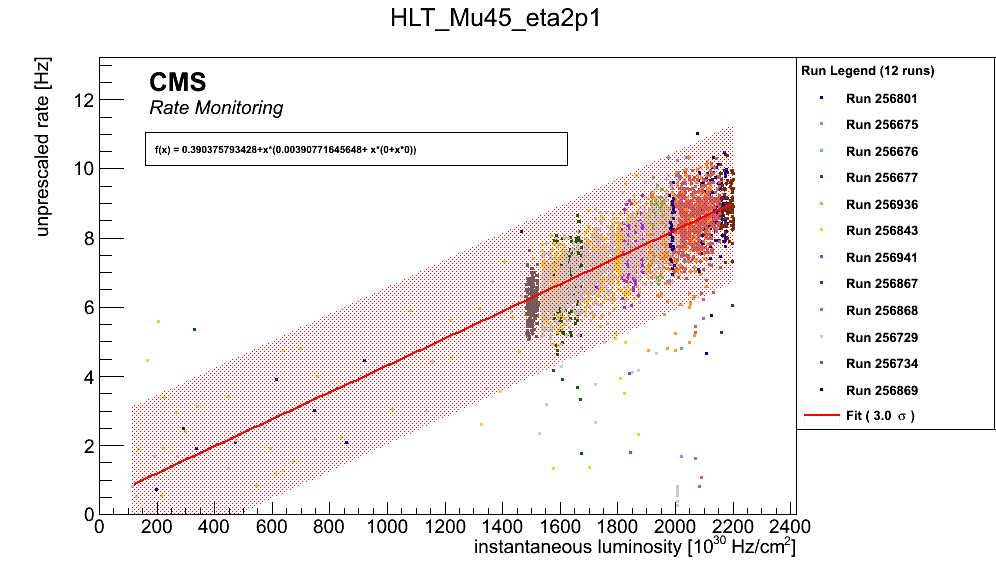 HLT_Mu45_eta2p1
unprescaled rate [Hz]
CMS
Rate Monitoring
f(x) = 0.390375793428+x*(0.00390771645648+ x*(0+x*0))
12
10
8
6
4
2
0
0 200 400 600 800 1000 1200 1400 1600 1800 2000 2200 2400
instantaneous luminosity [10³⁰ Hz/cm²]
Run Legend (12 runs)
Run 256801
Run 256675
Run 256676
Run 256677
Run 256936
Run 256843
Run 256941
Run 256867
Run 256868
Run 256729
Run 256734
Run 256869
Fit ( 3.0 σ )